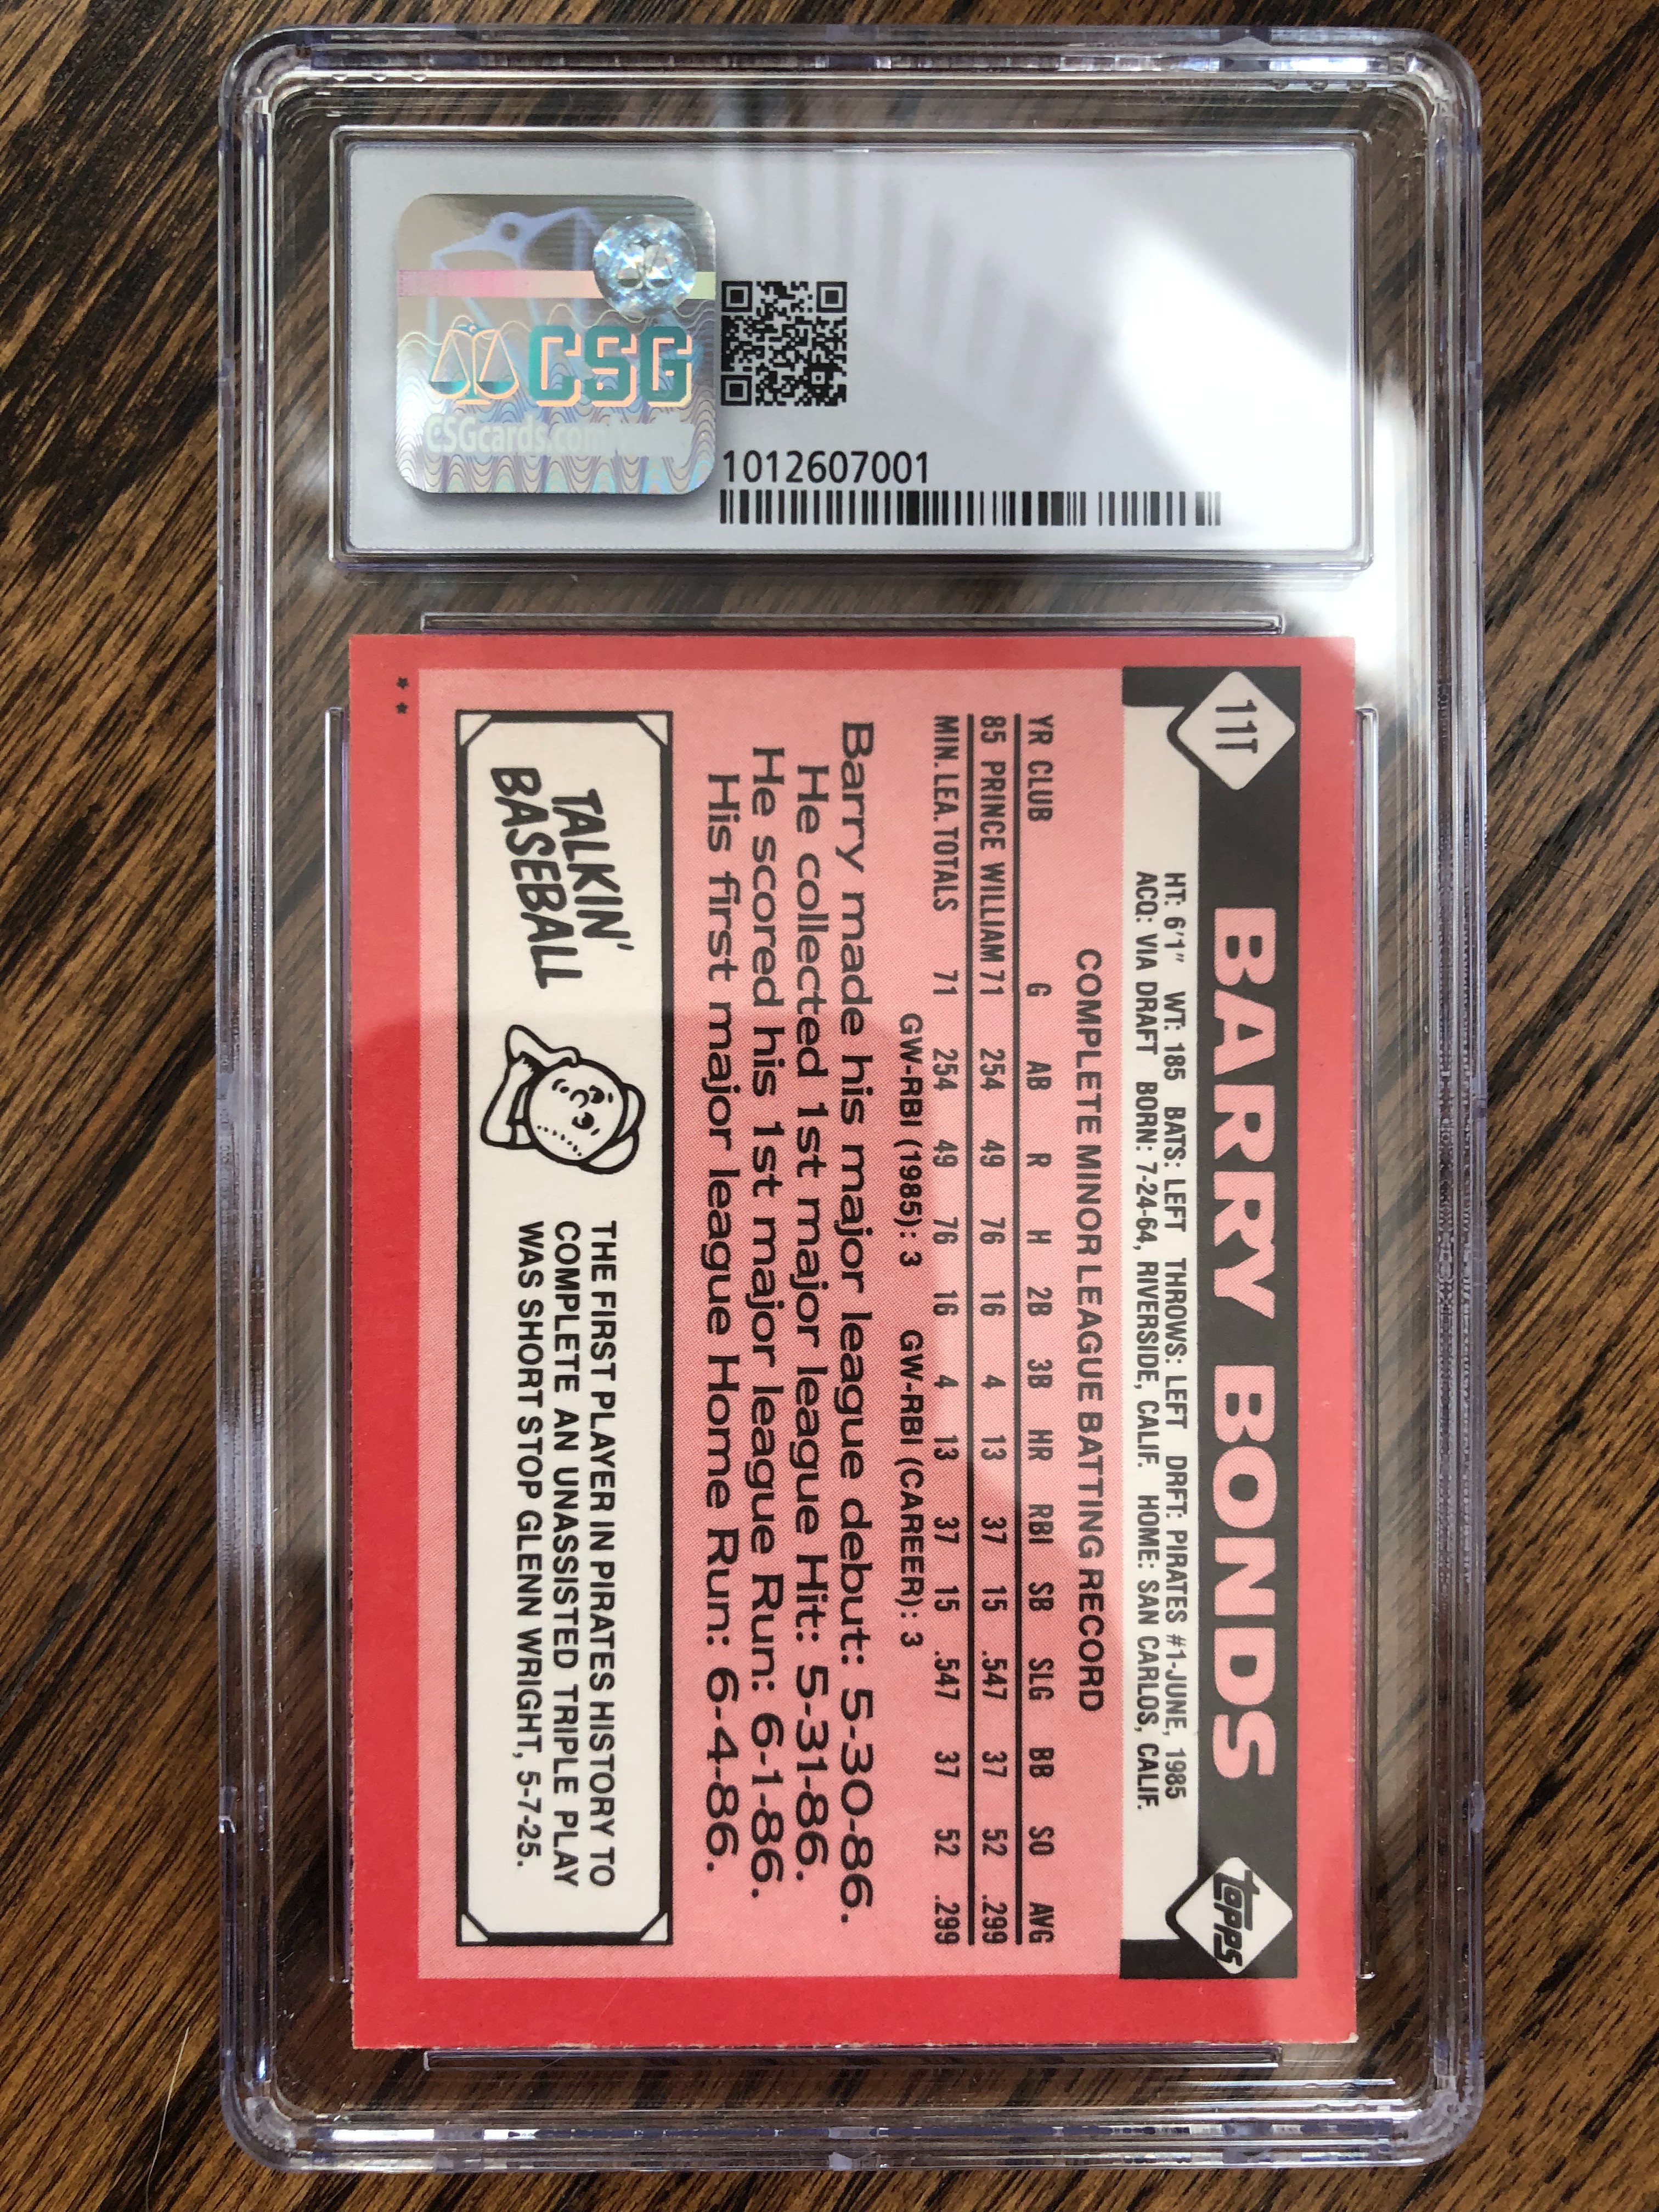 CSG
CSGcards.com
1012607001
11T
BARRY BONDS
topps
HT: 6'1" WT: 185 BATS: LEFT THROWS: LEFT DRFT: PIRATES #1-JUNE, 1985
ACQ: VIA DRAFT BORN: 7-24-64, RIVERSIDE, CALIF. HOME: SAN CARLOS, CALIF.
COMPLETE MINOR LEAGUE BATTING RECORD
YR CLUB G AB R H 2B 3B HR RBI SB SLG BB SO AVG
85 PRINCE WILLIAM 71 254 49 76 16 4 13 37 15 .547 37 52 .299
MIN. LEA. TOTALS 71 254 49 76 16 4 13 37 15 .547 37 52 .299
GW-RBI (1985): 3 GW-RBI (CAREER): 3
Barry made his major league debut: 5-30-86.
He collected 1st major league Hit: 5-31-86.
He scored his 1st major league Run: 6-1-86.
His first major league Home Run: 6-4-86.
TALKIN'
BASEBALL
THE FIRST PLAYER IN PIRATES HISTORY TO
COMPLETE AN UNASSISTED TRIPLE PLAY
WAS SHORT STOP GLENN WRIGHT, 5-7-25.
**